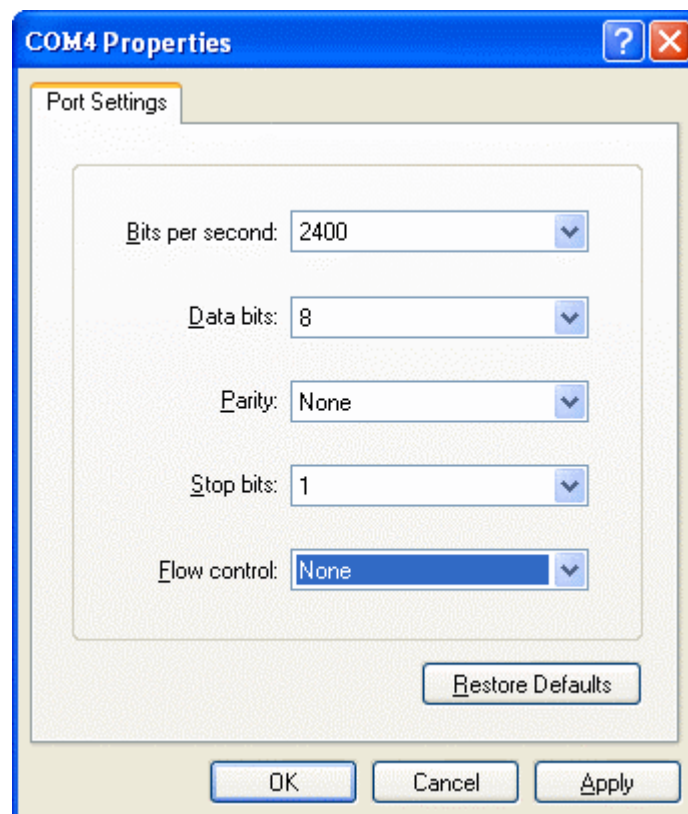 COM4 Properties
Port Settings
Bits per second: 2400
Data bits: 8
Parity: None
Stop bits: 1
Flow control: None
Restore Defaults
OK Cancel Apply